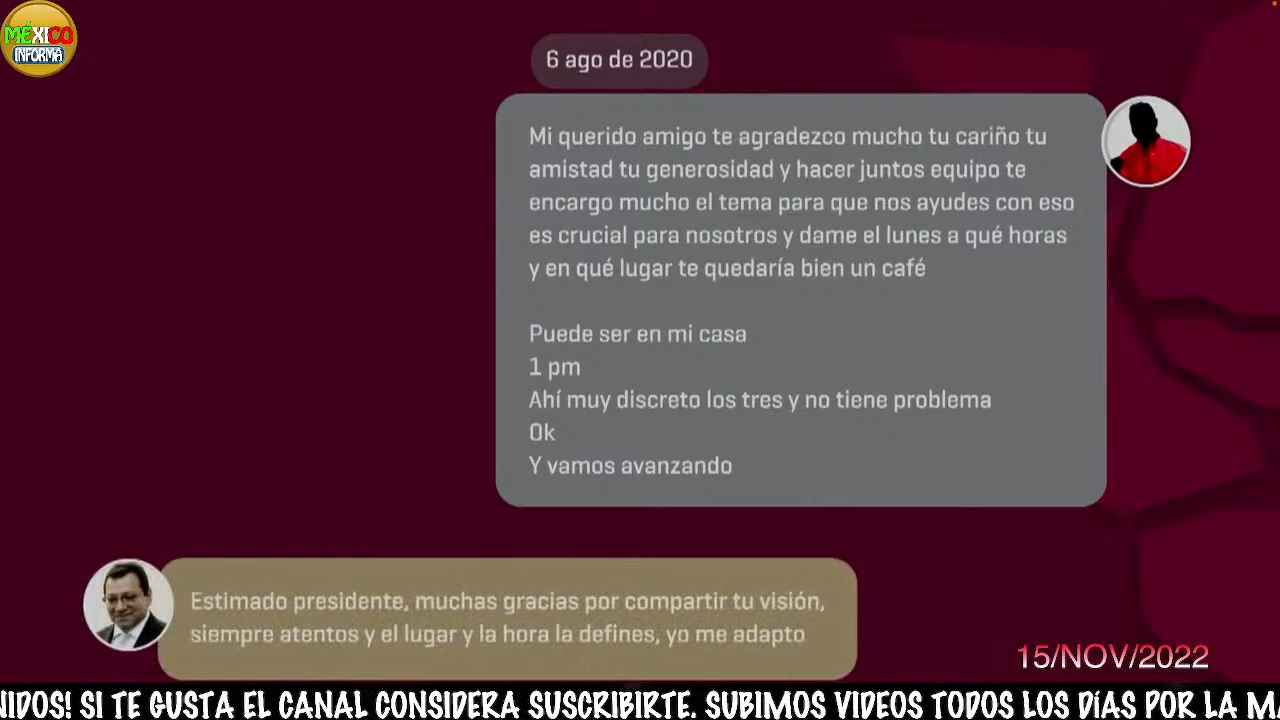 MÉXICO
INFORMA
6 ago de 2020
Mi querido amigo te agradezco mucho tu cariño tu
amistad tu generosidad y hacer juntos equipo te
encargo mucho el tema para que nos ayudes con eso
es crucial para nosotros y dame el lunes a qué horas
y en qué lugar te quedaría bien un café
Puede ser en mi casa
1 pm
Ahí muy discreto los tres y no tiene problema
Ok
Y vamos avanzando
Estimado presidente, muchas gracias por compartir tu visión,
siempre atentos y el lugar y la hora la defines, yo me adapto
15/NOV/2022
NIDOS! SI TE GUSTA EL CANAL CONSIDERA SUSCRIBIRTE. SUBIMOS VIDEOS TODOS LOS DÍAS POR LA M